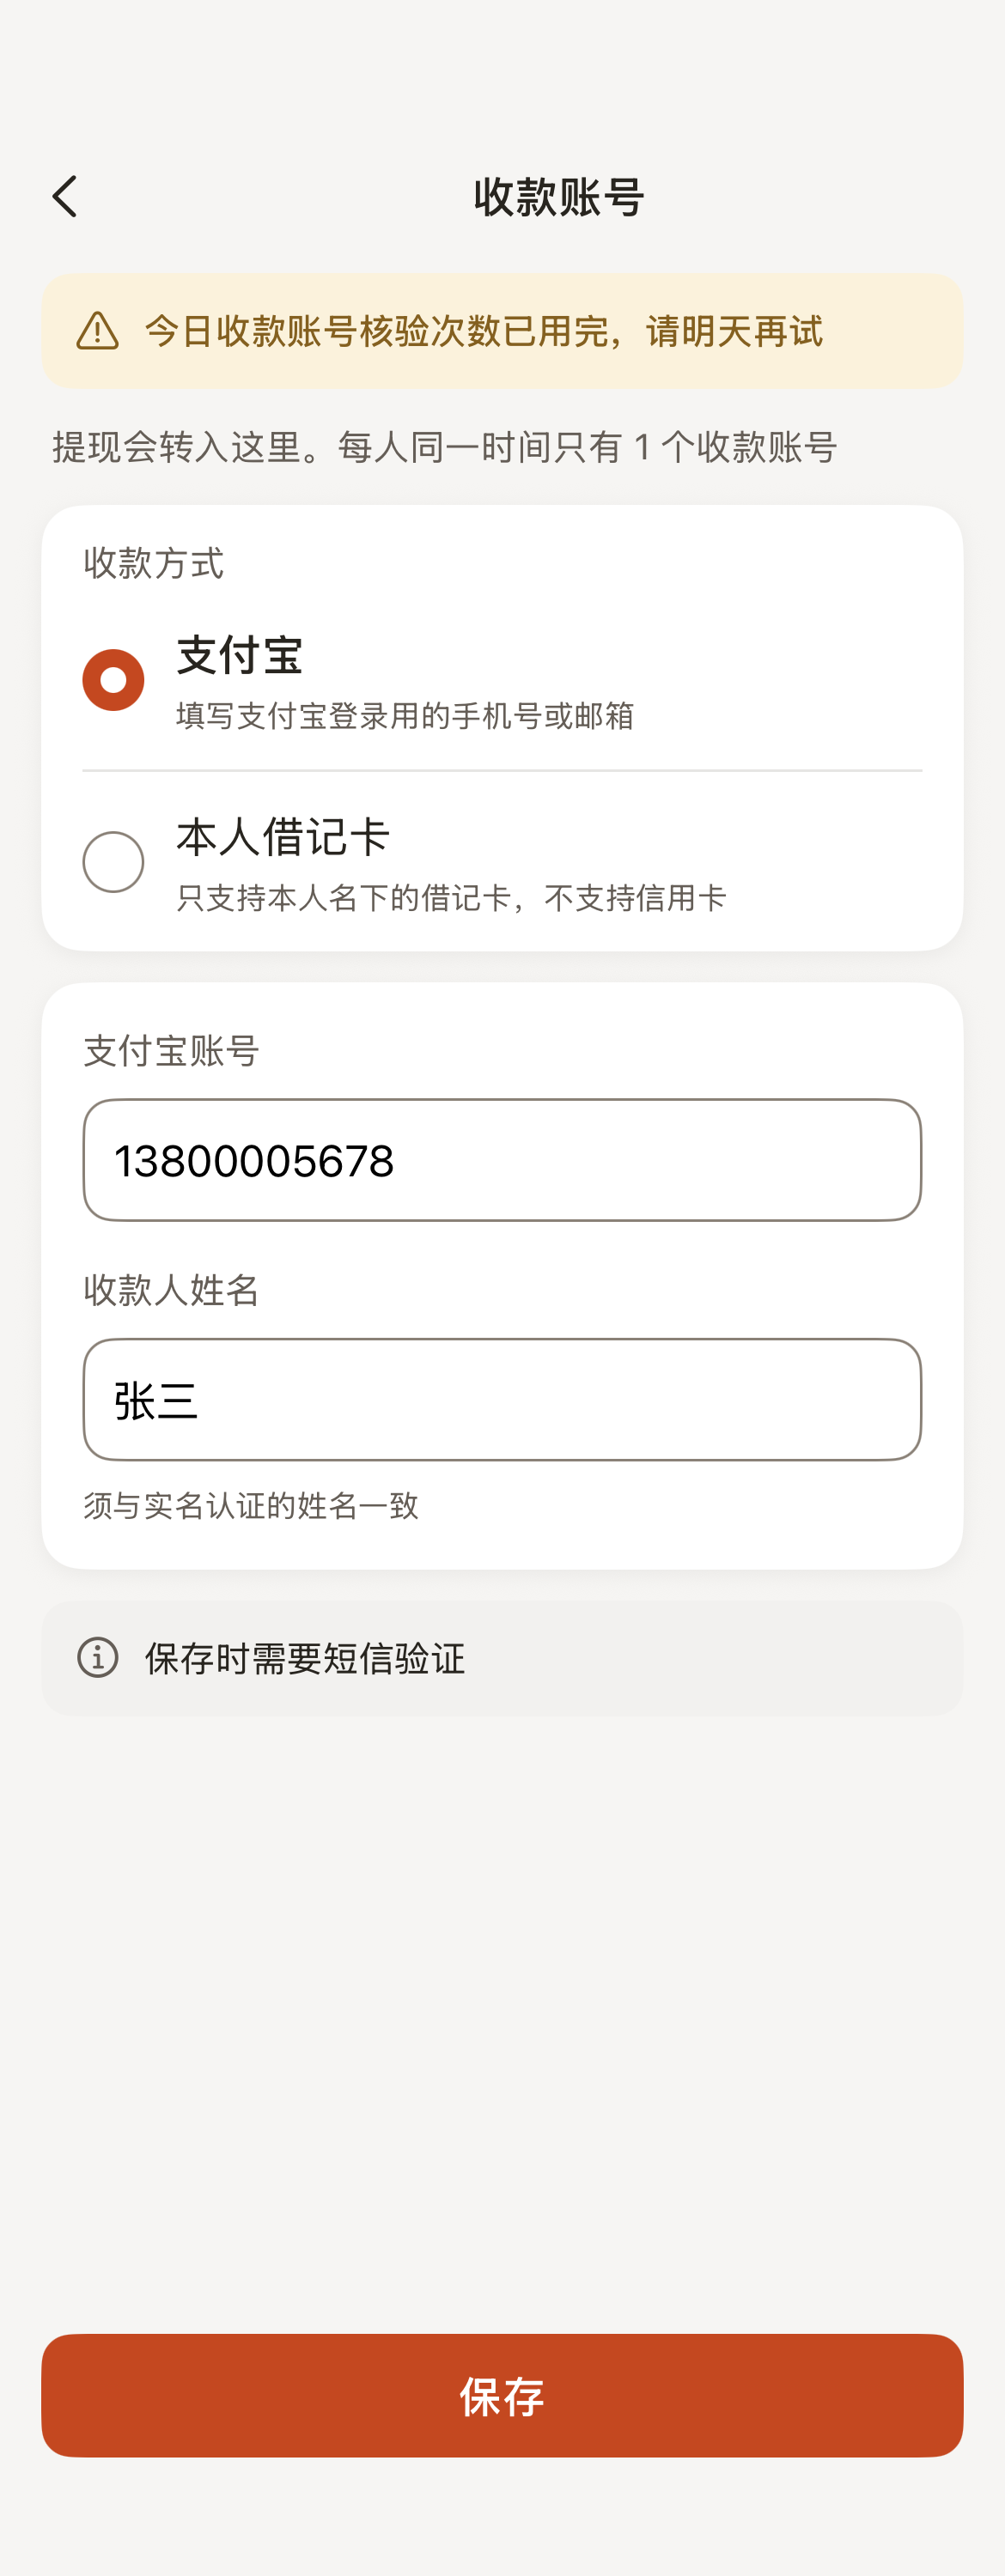 收款账号
今日收款账号核验次数已用完，请明天再试
提现会转入这里。每人同一时间只有 1 个收款账号
收款方式
支付宝
填写支付宝登录用的手机号或邮箱
本人借记卡
只支持本人名下的借记卡，不支持信用卡
支付宝账号
13800005678
收款人姓名
张三
须与实名认证的姓名一致
保存时需要短信验证
保存